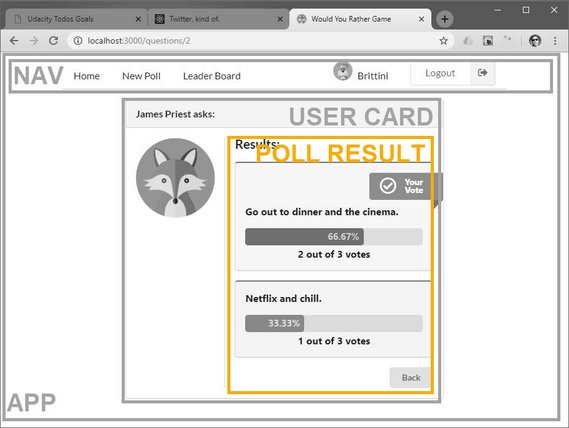 Udacity Todos Goals
Twitter, kind of.
Would You Rather Game
localhost:3000/questions/2
NAV
Home
New Poll
Leader Board
Brittini
Logout
James Priest asks:
USER CARD
Results:
POLL RESULT
Your
Vote
Go out to dinner and the cinema.
66.67%
2 out of 3 votes
Netflix and chill.
33.33%
1 out of 3 votes
Back
APP